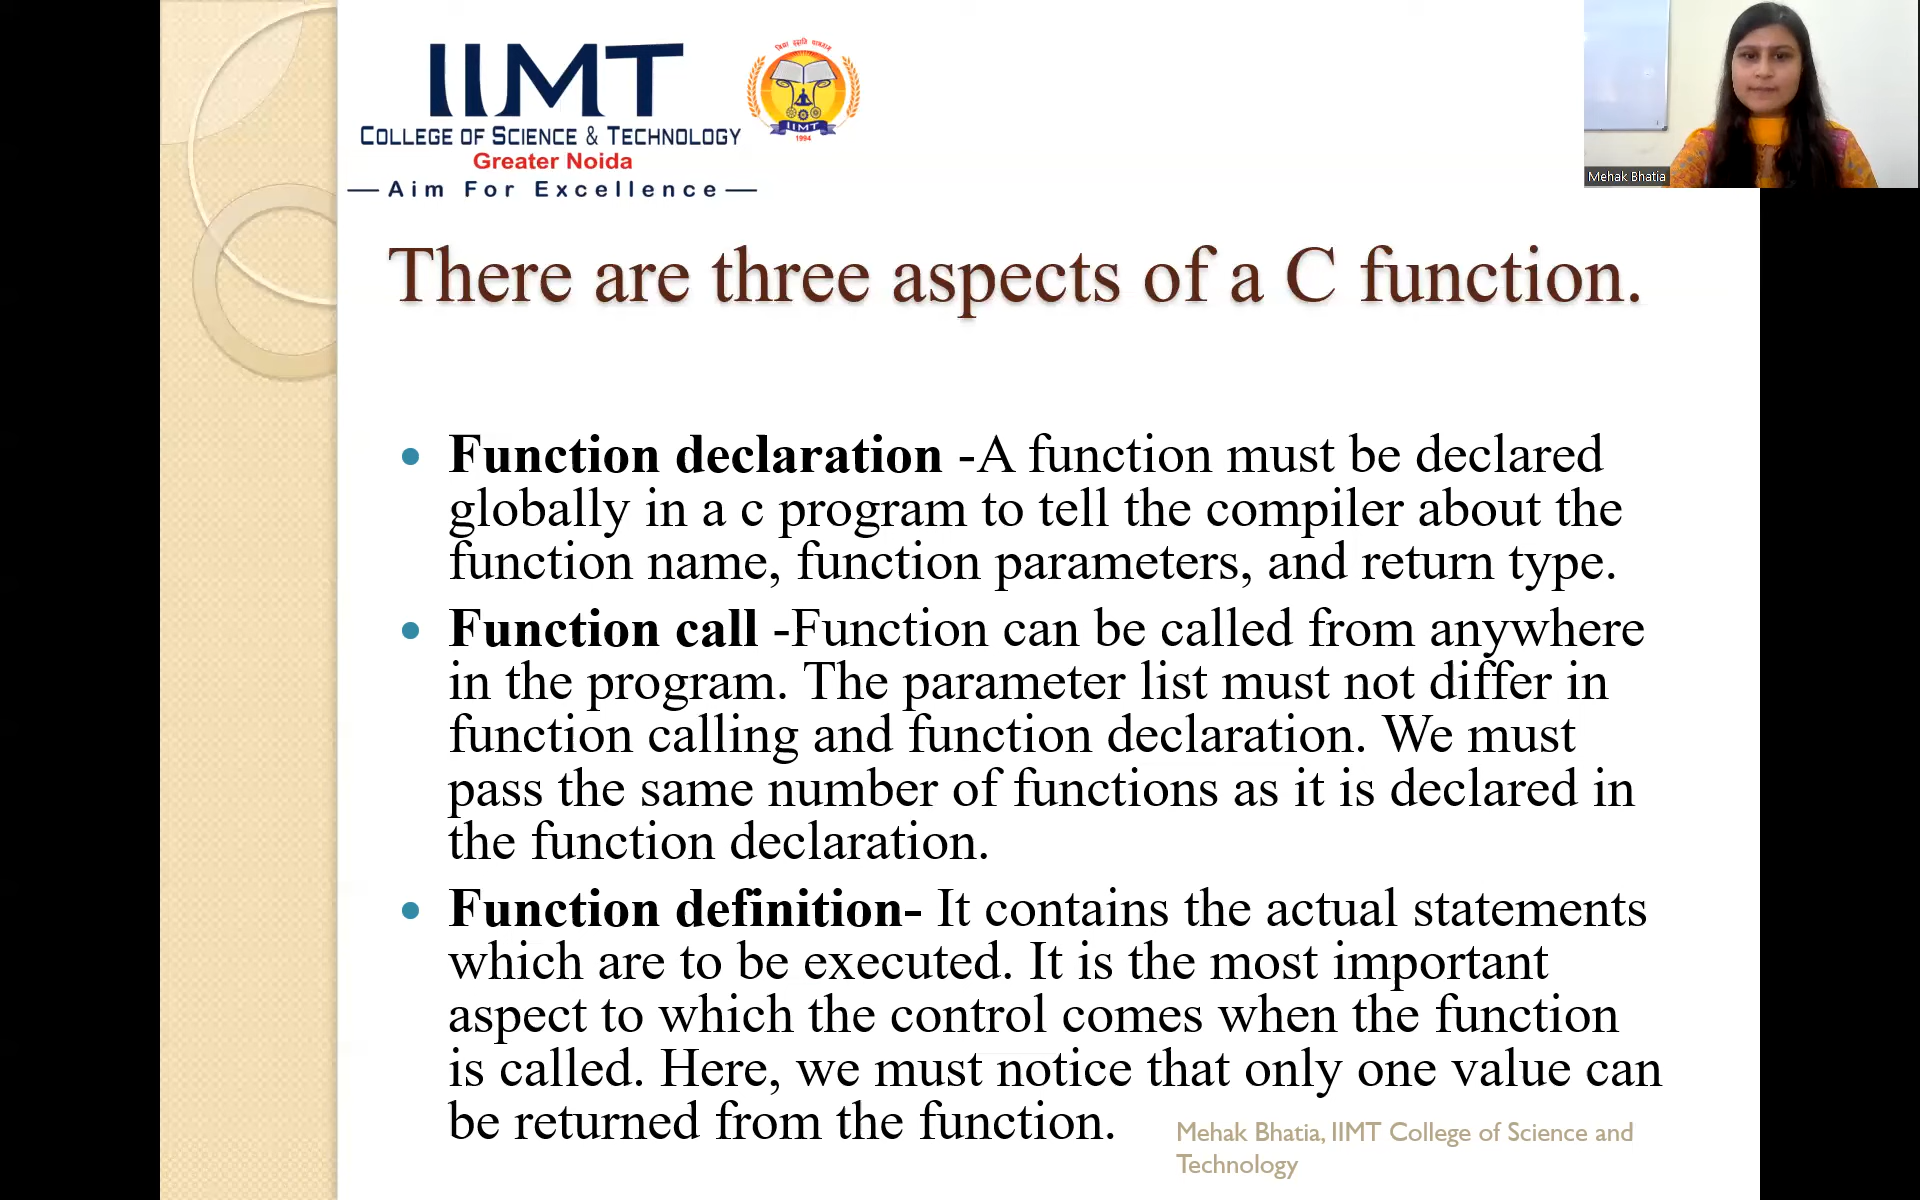 IIMT
COLLEGE OF SCIENCE & TECHNOLOGY
Greater Noida
Aim For Excellence
IIMT
1994
Mehak Bhatia
There are three aspects of a C function.
Function declaration -A function must be declared
globally in a c program to tell the compiler about the
function name, function parameters, and return type.
Function call -Function can be called from anywhere
in the program. The parameter list must not differ in
function calling and function declaration. We must
pass the same number of functions as it is declared in
the function declaration.
Function definition- It contains the actual statements
which are to be executed. It is the most important
aspect to which the control comes when the function
is called. Here, we must notice that only one value can
be returned from the function.
Mehak Bhatia, IIMT College of Science and
Technology